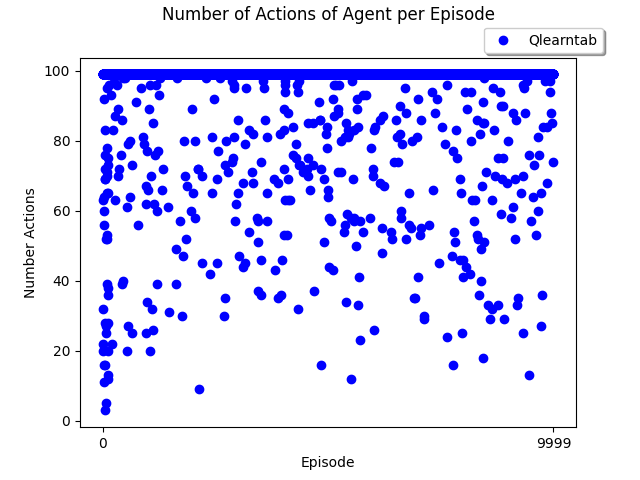 Number of Actions of Agent per Episode
Qlearntab
100
80
60
40
20
0
Number Actions
0
9999
Episode